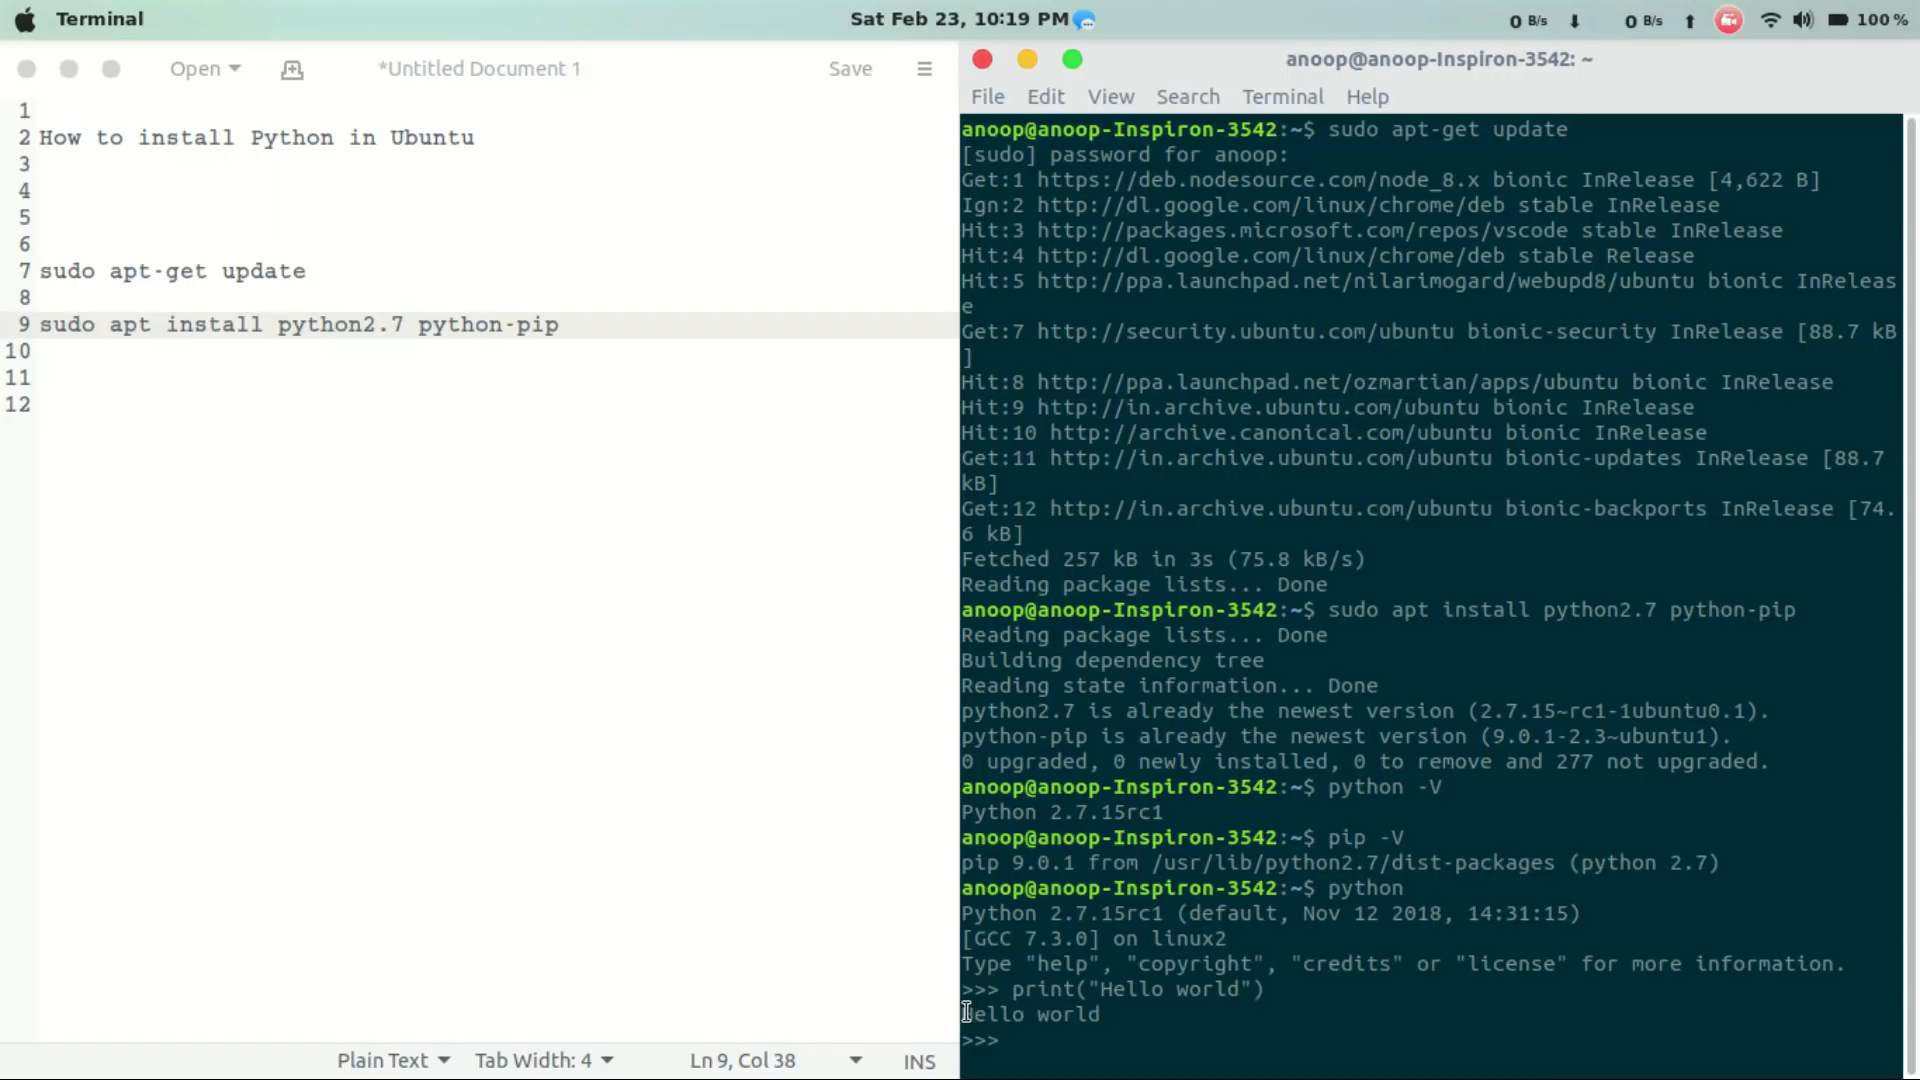 Terminal
Sat Feb 23, 10:19 PM
0 B/s 0 B/s 100 %
Open *Untitled Document 1 Save
1
2 How to install Python in Ubuntu
3
4
5
6
7 sudo apt-get update
8
9 sudo apt install python2.7 python-pip
10
11
12
Plain Text Tab Width: 4 Ln 9, Col 38 INS
anoop@anoop-Inspiron-3542: ~
File Edit View Search Terminal Help
anoop@anoop-Inspiron-3542:~$ sudo apt-get update
[sudo] password for anoop:
Get:1 https://deb.nodesource.com/node_8.x bionic InRelease [4,622 B]
Ign:2 http://dl.google.com/linux/chrome/deb stable InRelease
Hit:3 http://packages.microsoft.com/repos/vscode stable InRelease
Hit:4 http://dl.google.com/linux/chrome/deb stable Release
Hit:5 http://ppa.launchpad.net/nilarimogard/webupd8/ubuntu bionic InReleas
e
Get:7 http://security.ubuntu.com/ubuntu bionic-security InRelease [88.7 kB
]
Hit:8 http://ppa.launchpad.net/ozmartian/apps/ubuntu bionic InRelease
Hit:9 http://in.archive.ubuntu.com/ubuntu bionic InRelease
Hit:10 http://archive.canonical.com/ubuntu bionic InRelease
Get:11 http://in.archive.ubuntu.com/ubuntu bionic-updates InRelease [88.7
kB]
Get:12 http://in.archive.ubuntu.com/ubuntu bionic-backports InRelease [74.
6 kB]
Fetched 257 kB in 3s (75.8 kB/s)
Reading package lists... Done
anoop@anoop-Inspiron-3542:~$ sudo apt install python2.7 python-pip
Reading package lists... Done
Building dependency tree
Reading state information... Done
python2.7 is already the newest version (2.7.15~rc1-1ubuntu0.1).
python-pip is already the newest version (9.0.1-2.3~ubuntu1).
0 upgraded, 0 newly installed, 0 to remove and 277 not upgraded.
anoop@anoop-Inspiron-3542:~$ python -V
Python 2.7.15rc1
anoop@anoop-Inspiron-3542:~$ pip -V
pip 9.0.1 from /usr/lib/python2.7/dist-packages (python 2.7)
anoop@anoop-Inspiron-3542:~$ python
Python 2.7.15rc1 (default, Nov 12 2018, 14:31:15)
[GCC 7.3.0] on linux2
Type "help", "copyright", "credits" or "license" for more information.
>>> print("Hello world")
Hello world
>>>